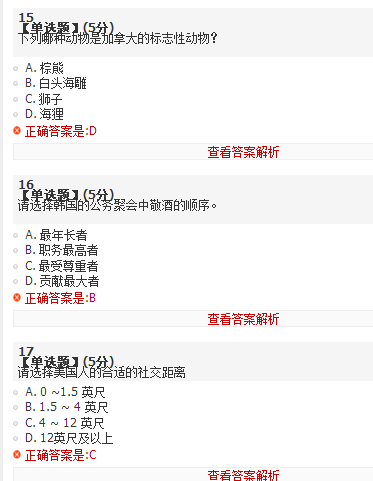 15
【单选题】(5分)
下列哪种动物是加拿大的标志性动物?
A. 棕熊
B. 白头海雕
C. 狮子
D. 海狸
正确答案是:D
查看答案解析
16
【单选题】(5分)
请选择韩国的公务聚会中敬酒的顺序。
A. 最年长者
B. 职务最高者
C. 最受尊重者
D. 贡献最大者
正确答案是:B
查看答案解析
17
【单选题】(5分)
请选择美国人的合适的社交距离
A. 0 ~1.5 英尺
B. 1.5 ~ 4 英尺
C. 4 ~ 12 英尺
D. 12英尺及以上
正确答案是:C
查看答案解析